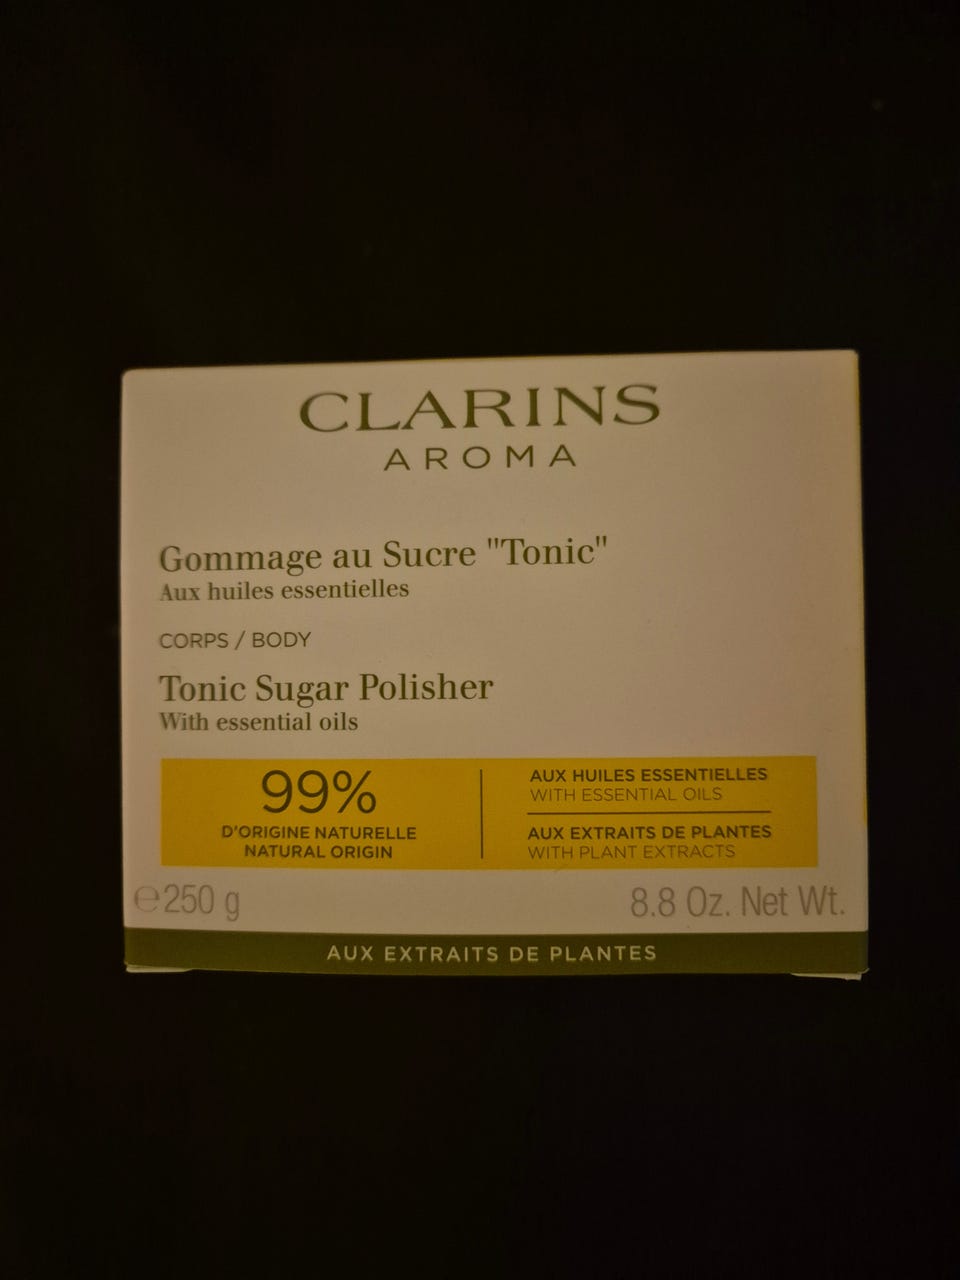 CLARINS
AROMA
Gommage au Sucre "Tonic"
Aux huiles essentielles
CORPS / BODY
Tonic Sugar Polisher
With essential oils
99%
D'ORIGINE NATURELLE
NATURAL ORIGIN
AUX HUILES ESSENTIELLES
WITH ESSENTIAL OILS
AUX EXTRAITS DE PLANTES
WITH PLANT EXTRACTS
℮250 g
8.8 Oz. Net Wt.
AUX EXTRAITS DE PLANTES